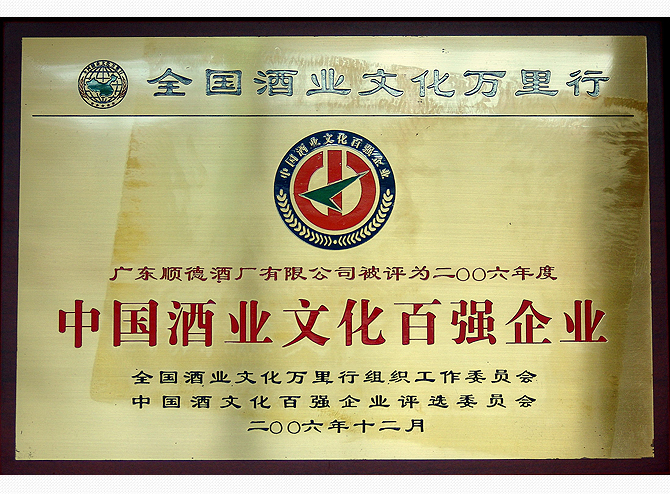 全国酒业文化万里行
中国酒业文化百强企业
广东顺德酒厂有限公司被评为二〇〇六年度
中国酒业文化百强企业
全国酒业文化万里行组织工作委员会
中国酒文化百强企业评选委员会
二〇〇六年十二月